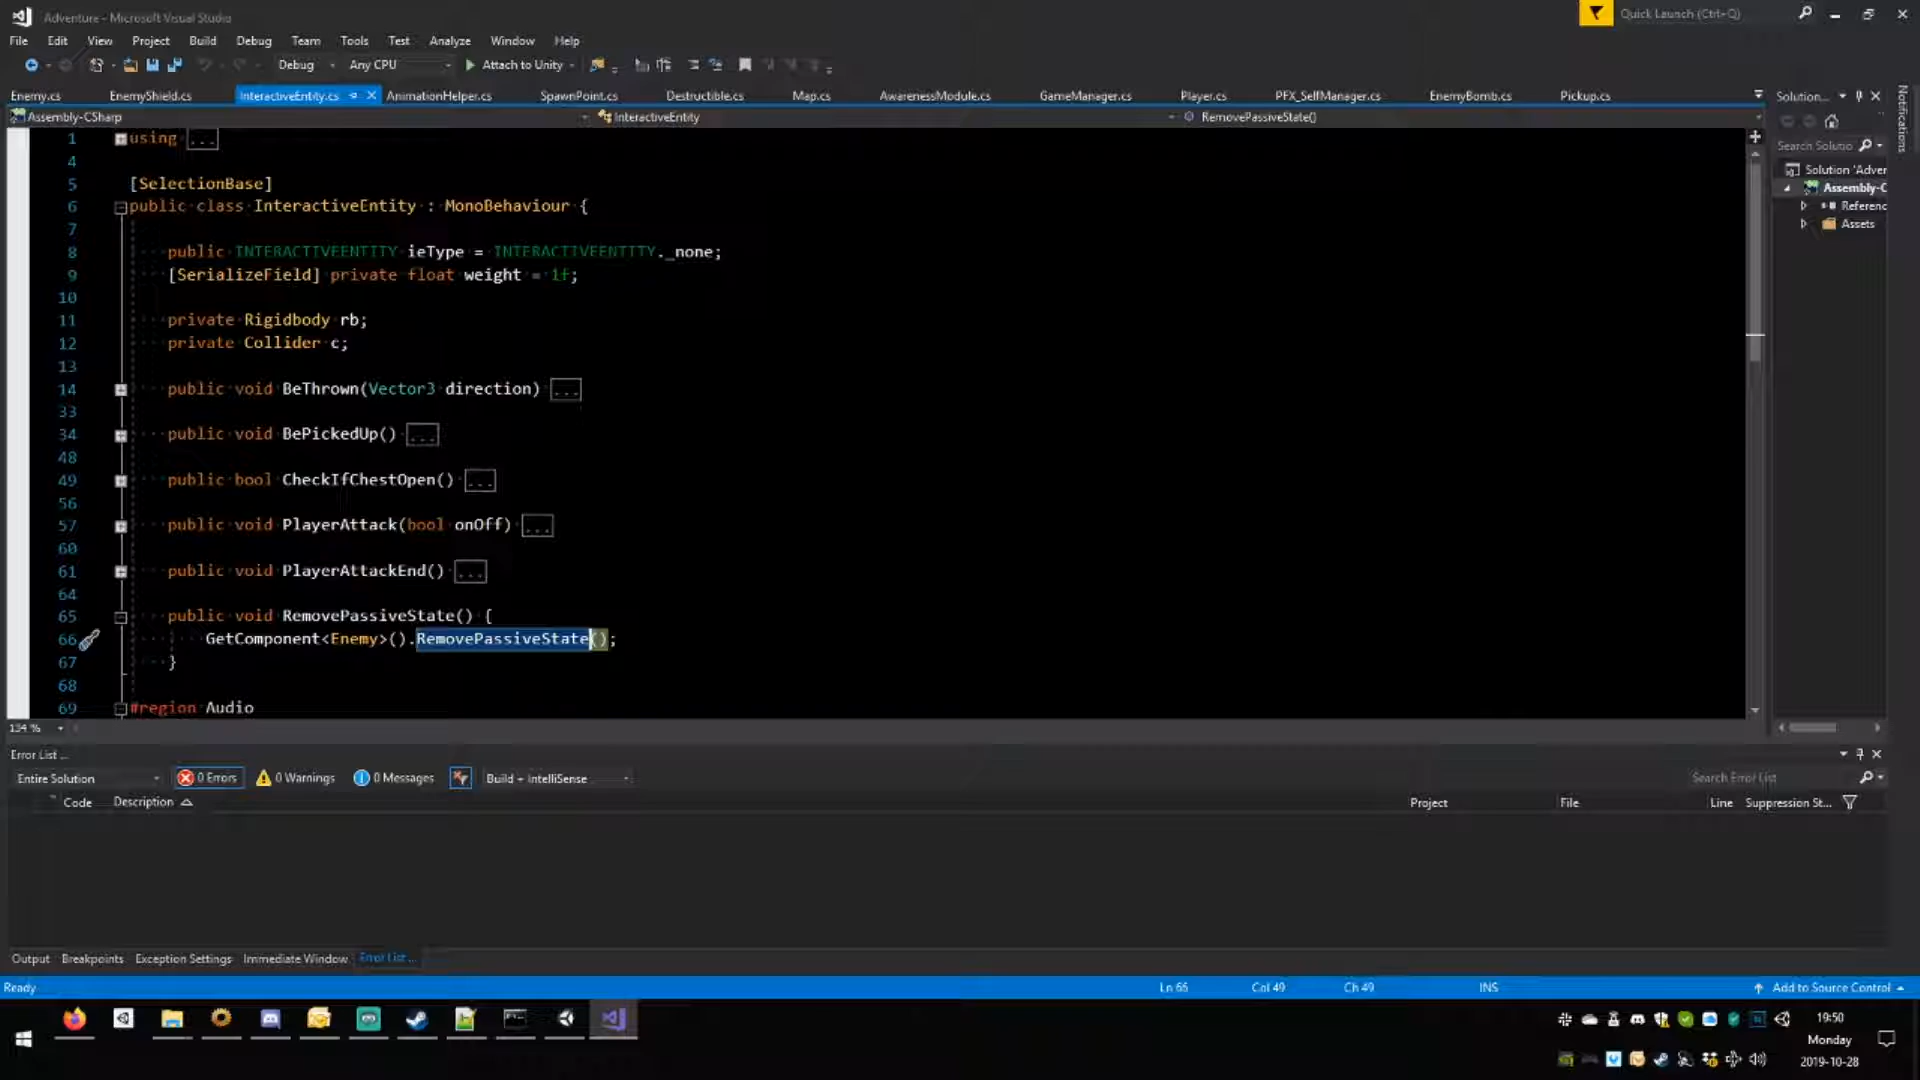 Adventure - Microsoft Visual Studio
Quick Launch (Ctrl+Q)
File Edit View Project Build Debug Team Tools Test Analyze Window Help
Debug Any CPU Attach to Unity
Enemy.cs EnemyShield.cs InteractiveEntity.cs AnimationHelper.cs SpawnPoint.cs Destructible.cs Map.cs AwarenessModule.cs GameManager.cs Player.cs PFX_SelfManager.cs EnemyBomb.cs Pickup.cs
Assembly-CSharp InteractiveEntity RemovePassiveState()
1 using ...
4
5 [SelectionBase]
6 public class InteractiveEntity : MonoBehaviour {
7
8 public INTERACTIVEENTITY ieType = INTERACTIVEENTITY._none;
9 [SerializeField] private float weight = 1f;
10
11 private Rigidbody rb;
12 private Collider c;
13
14 public void BeThrown(Vector3 direction) ...
33
34 public void BePickedUp() ...
48
49 public bool CheckIfChestOpen() ...
56
57 public void PlayerAttack(bool onOff) ...
60
61 public void PlayerAttackEnd() ...
64
65 public void RemovePassiveState() {
66 GetComponent<Enemy>().RemovePassiveState();
67 }
68
69 #region Audio
134 %
Solution...
Search Solutio
Solution 'Adver
Assembly-C
Referenc
Assets
Notifications
Error List ...
Entire Solution 0 Errors 0 Warnings 0 Messages Build + IntelliSense Search Error List
Code Description Project File Line Suppression St...
Output Breakpoints Exception Settings Immediate Window Error List ...
Ready Ln 66 Col 49 Ch 49 INS Add to Source Control
19:50
Monday
2019-10-28